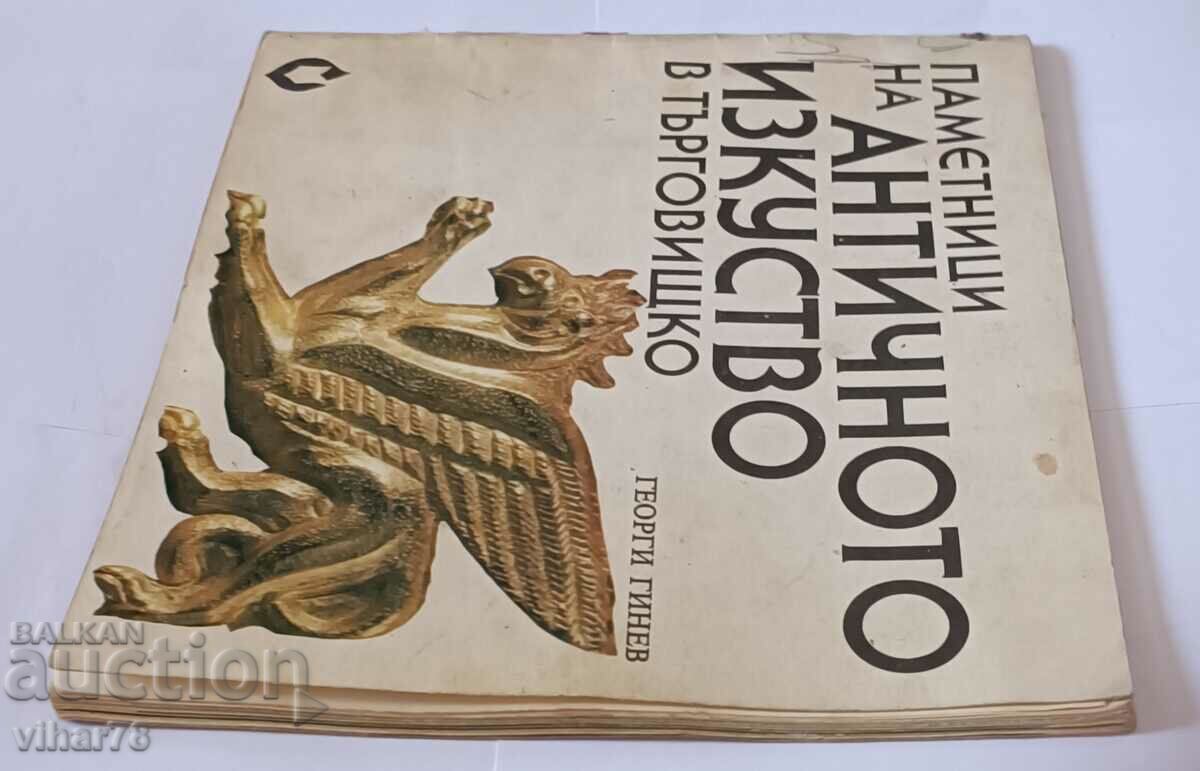 ПАМЕТНИЦИ
НА АНТИЧНОТО
ИЗКУСТВО
В ТЪРГОВИЩКО
ГЕОРГИ ГИНЕВ
BALKAN
auction
vihar78